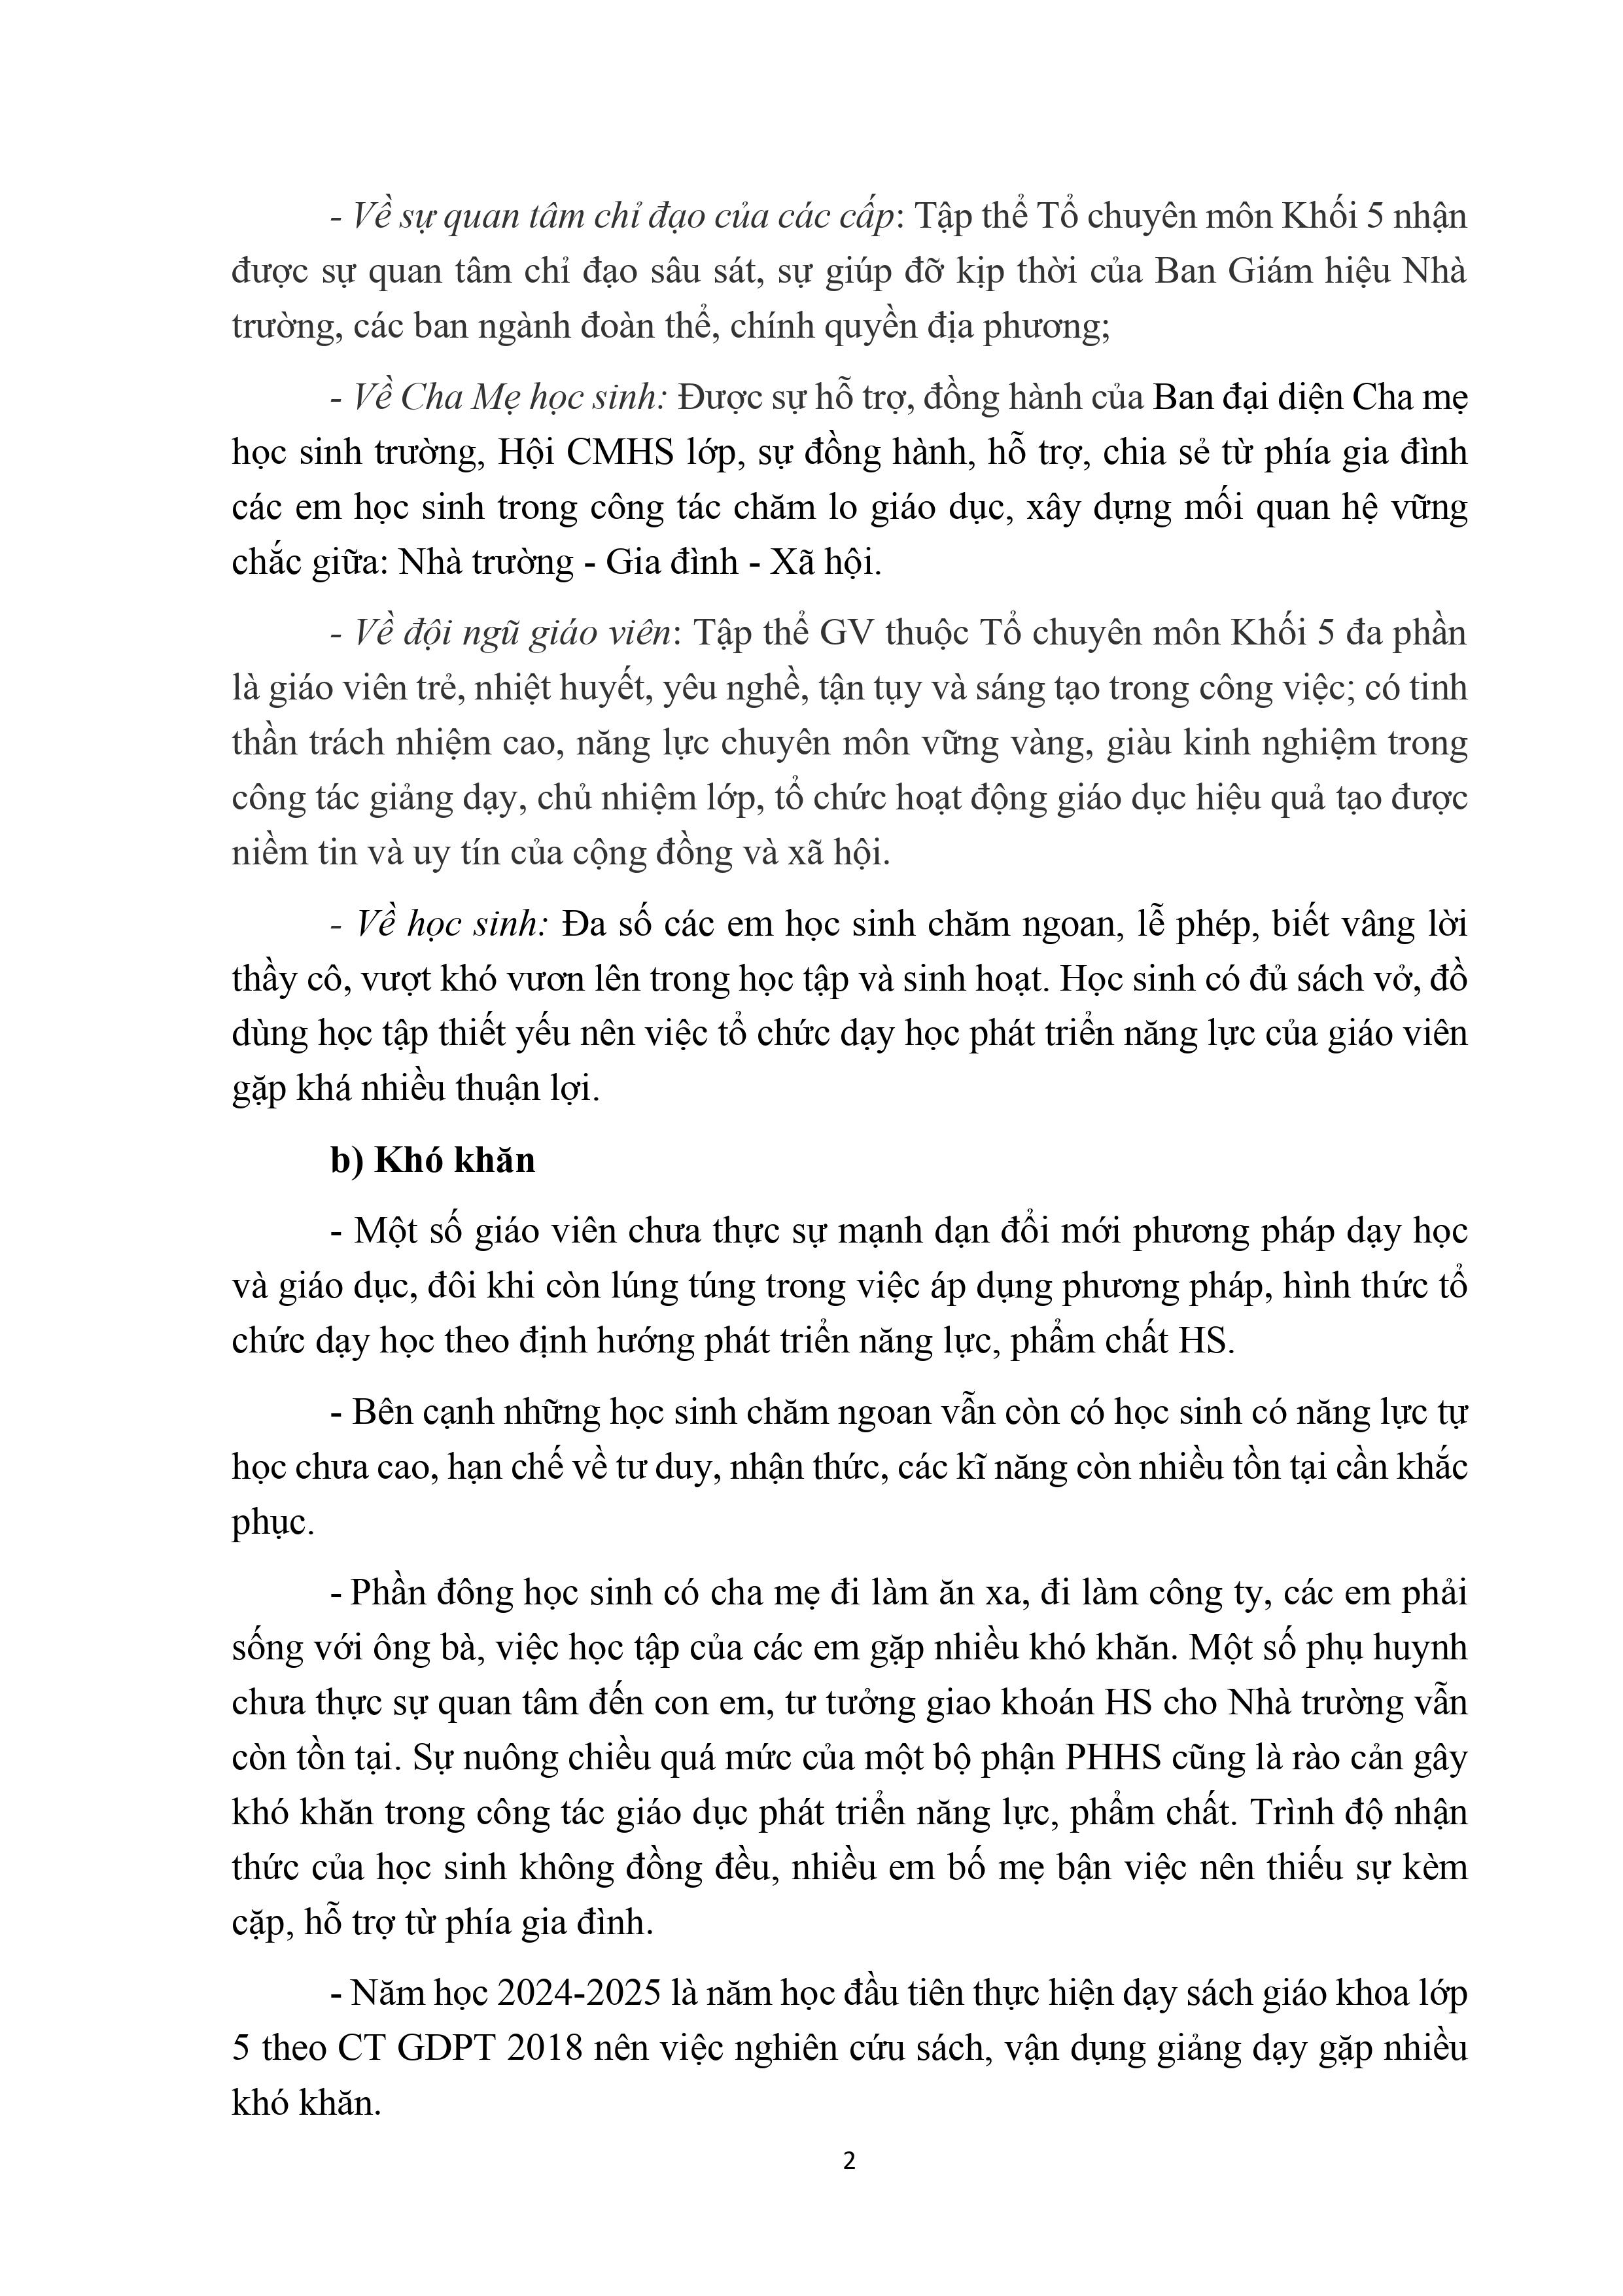 - Về sự quan tâm chỉ đạo của các cấp: Tập thể Tổ chuyên môn Khối 5 nhận
được sự quan tâm chỉ đạo sâu sát, sự giúp đỡ kịp thời của Ban Giám hiệu Nhà
trường, các ban ngành đoàn thể, chính quyền địa phương;
- Về Cha Mẹ học sinh: Được sự hỗ trợ, đồng hành của Ban đại diện Cha mẹ
học sinh trường, Hội CMHS lớp, sự đồng hành, hỗ trợ, chia sẻ từ phía gia đình
các em học sinh trong công tác chăm lo giáo dục, xây dựng mối quan hệ vững
chắc giữa: Nhà trường - Gia đình - Xã hội.
- Về đội ngũ giáo viên: Tập thể GV thuộc Tổ chuyên môn Khối 5 đa phần
là giáo viên trẻ, nhiệt huyết, yêu nghề, tận tụy và sáng tạo trong công việc; có tinh
thần trách nhiệm cao, năng lực chuyên môn vững vàng, giàu kinh nghiệm trong
công tác giảng dạy, chủ nhiệm lớp, tổ chức hoạt động giáo dục hiệu quả tạo được
niềm tin và uy tín của cộng đồng và xã hội.
- Về học sinh: Đa số các em học sinh chăm ngoan, lễ phép, biết vâng lời
thầy cô, vượt khó vươn lên trong học tập và sinh hoạt. Học sinh có đủ sách vở, đồ
dùng học tập thiết yếu nên việc tổ chức dạy học phát triển năng lực của giáo viên
gặp khá nhiều thuận lợi.
b) Khó khăn
- Một số giáo viên chưa thực sự mạnh dạn đổi mới phương pháp dạy học
và giáo dục, đôi khi còn lúng túng trong việc áp dụng phương pháp, hình thức tổ
chức dạy học theo định hướng phát triển năng lực, phẩm chất HS.
- Bên cạnh những học sinh chăm ngoan vẫn còn có học sinh có năng lực tự
học chưa cao, hạn chế về tư duy, nhận thức, các kĩ năng còn nhiều tồn tại cần khắc
phục.
- Phần đông học sinh có cha mẹ đi làm ăn xa, đi làm công ty, các em phải
sống với ông bà, việc học tập của các em gặp nhiều khó khăn. Một số phụ huynh
chưa thực sự quan tâm đến con em, tư tưởng giao khoán HS cho Nhà trường vẫn
còn tồn tại. Sự nuông chiều quá mức của một bộ phận PHHS cũng là rào cản gây
khó khăn trong công tác giáo dục phát triển năng lực, phẩm chất. Trình độ nhận
thức của học sinh không đồng đều, nhiều em bố mẹ bận việc nên thiếu sự kèm
cặp, hỗ trợ từ phía gia đình.
- Năm học 2024-2025 là năm học đầu tiên thực hiện dạy sách giáo khoa lớp
5 theo CT GDPT 2018 nên việc nghiên cứu sách, vận dụng giảng dạy gặp nhiều
khó khăn.
2